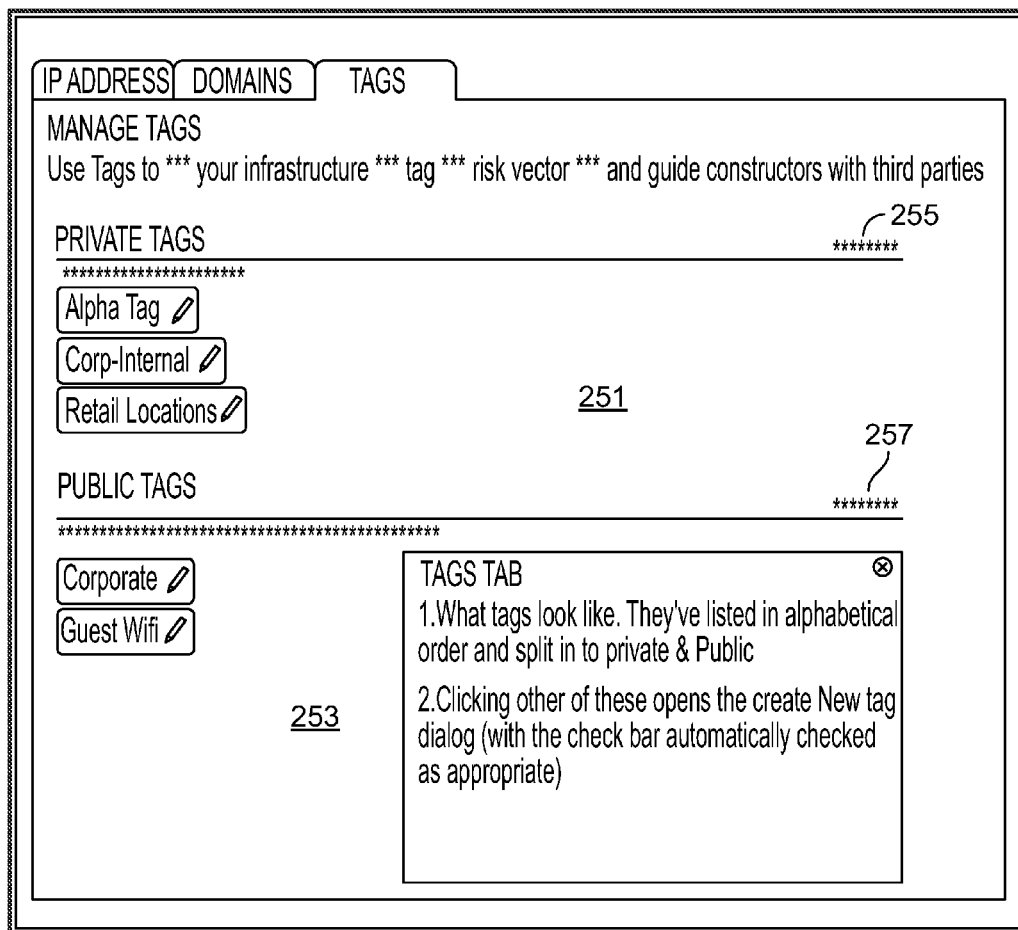 IP ADDRESS DOMAINS TAGS
MANAGE TAGS
Use Tags to *** your infrastructure *** tag *** risk vector *** and guide constructors with third parties
255
PRIVATE TAGS ********
**********************
Alpha Tag
Corp-Internal
251
Retail Locations
257
PUBLIC TAGS ********
**********************************************
Corporate
Guest Wifi
TAGS TAB
1.What tags look like. They've listed in alphabetical
order and split in to private & Public
2.Clicking other of these opens the create New tag
dialog (with the check bar automatically checked
as appropriate)
253